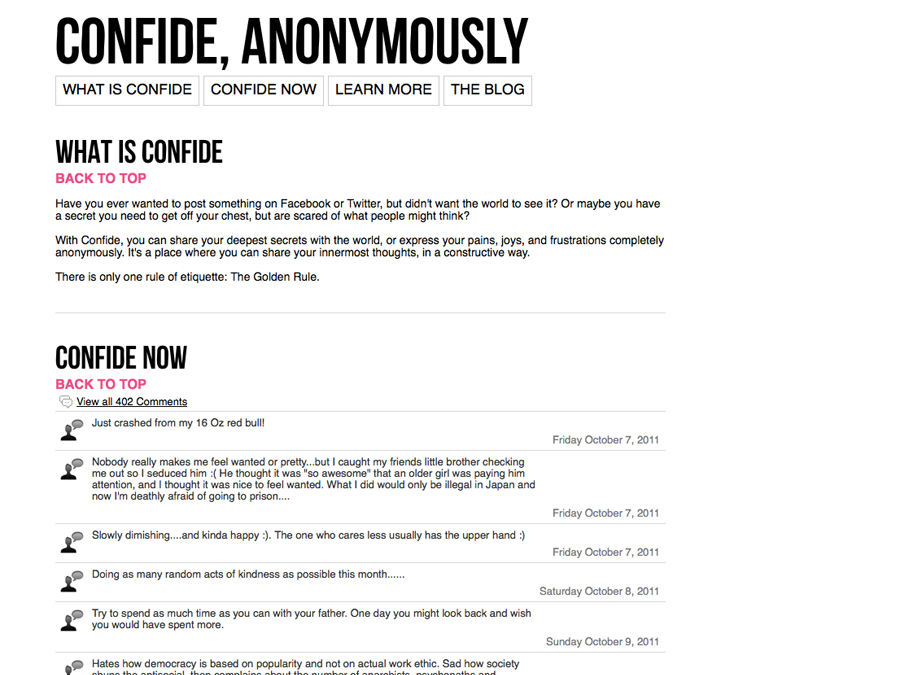 CONFIDE, ANONYMOUSLY
WHAT IS CONFIDE CONFIDE NOW LEARN MORE THE BLOG
WHAT IS CONFIDE
BACK TO TOP
Have you ever wanted to post something on Facebook or Twitter, but didn't want the world to see it? Or maybe you have
a secret you need to get off your chest, but are scared of what people might think?
With Confide, you can share your deepest secrets with the world, or express your pains, joys, and frustrations completely
anonymously. It's a place where you can share your innermost thoughts, in a constructive way.
There is only one rule of etiquette: The Golden Rule.
CONFIDE NOW
BACK TO TOP
View all 402 Comments
Just crashed from my 16 Oz red bull!
Friday October 7, 2011
Nobody really makes me feel wanted or pretty...but I caught my friends little brother checking
me out so I seduced him :( He thought it was "so awesome" that an older girl was paying him
attention, and I thought it was nice to feel wanted. What I did would only be illegal in Japan and
now I'm deathly afraid of going to prison....
Friday October 7, 2011
Slowly dimishing....and kinda happy :). The one who cares less usually has the upper hand :)
Friday October 7, 2011
Doing as many random acts of kindness as possible this month......
Saturday October 8, 2011
Try to spend as much time as you can with your father. One day you might look back and wish
you would have spent more.
Sunday October 9, 2011
Hates how democracy is based on popularity and not on actual work ethic. Sad how society
shuns the antisocial, then complains about the number of anarchists, psychopaths and